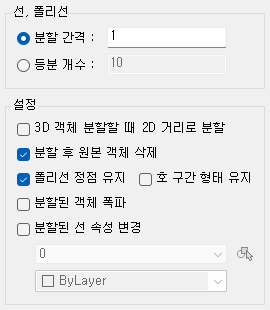 선, 폴리선
분할 간격 : 1
등분 개수 : 10
설정
3D 객체 분할할 때 2D 거리로 분할
분할 후 원본 객체 삭제
폴리선 정점 유지 호 구간 형태 유지
분할된 객체 폭파
분할된 선 속성 변경
0
ByLayer